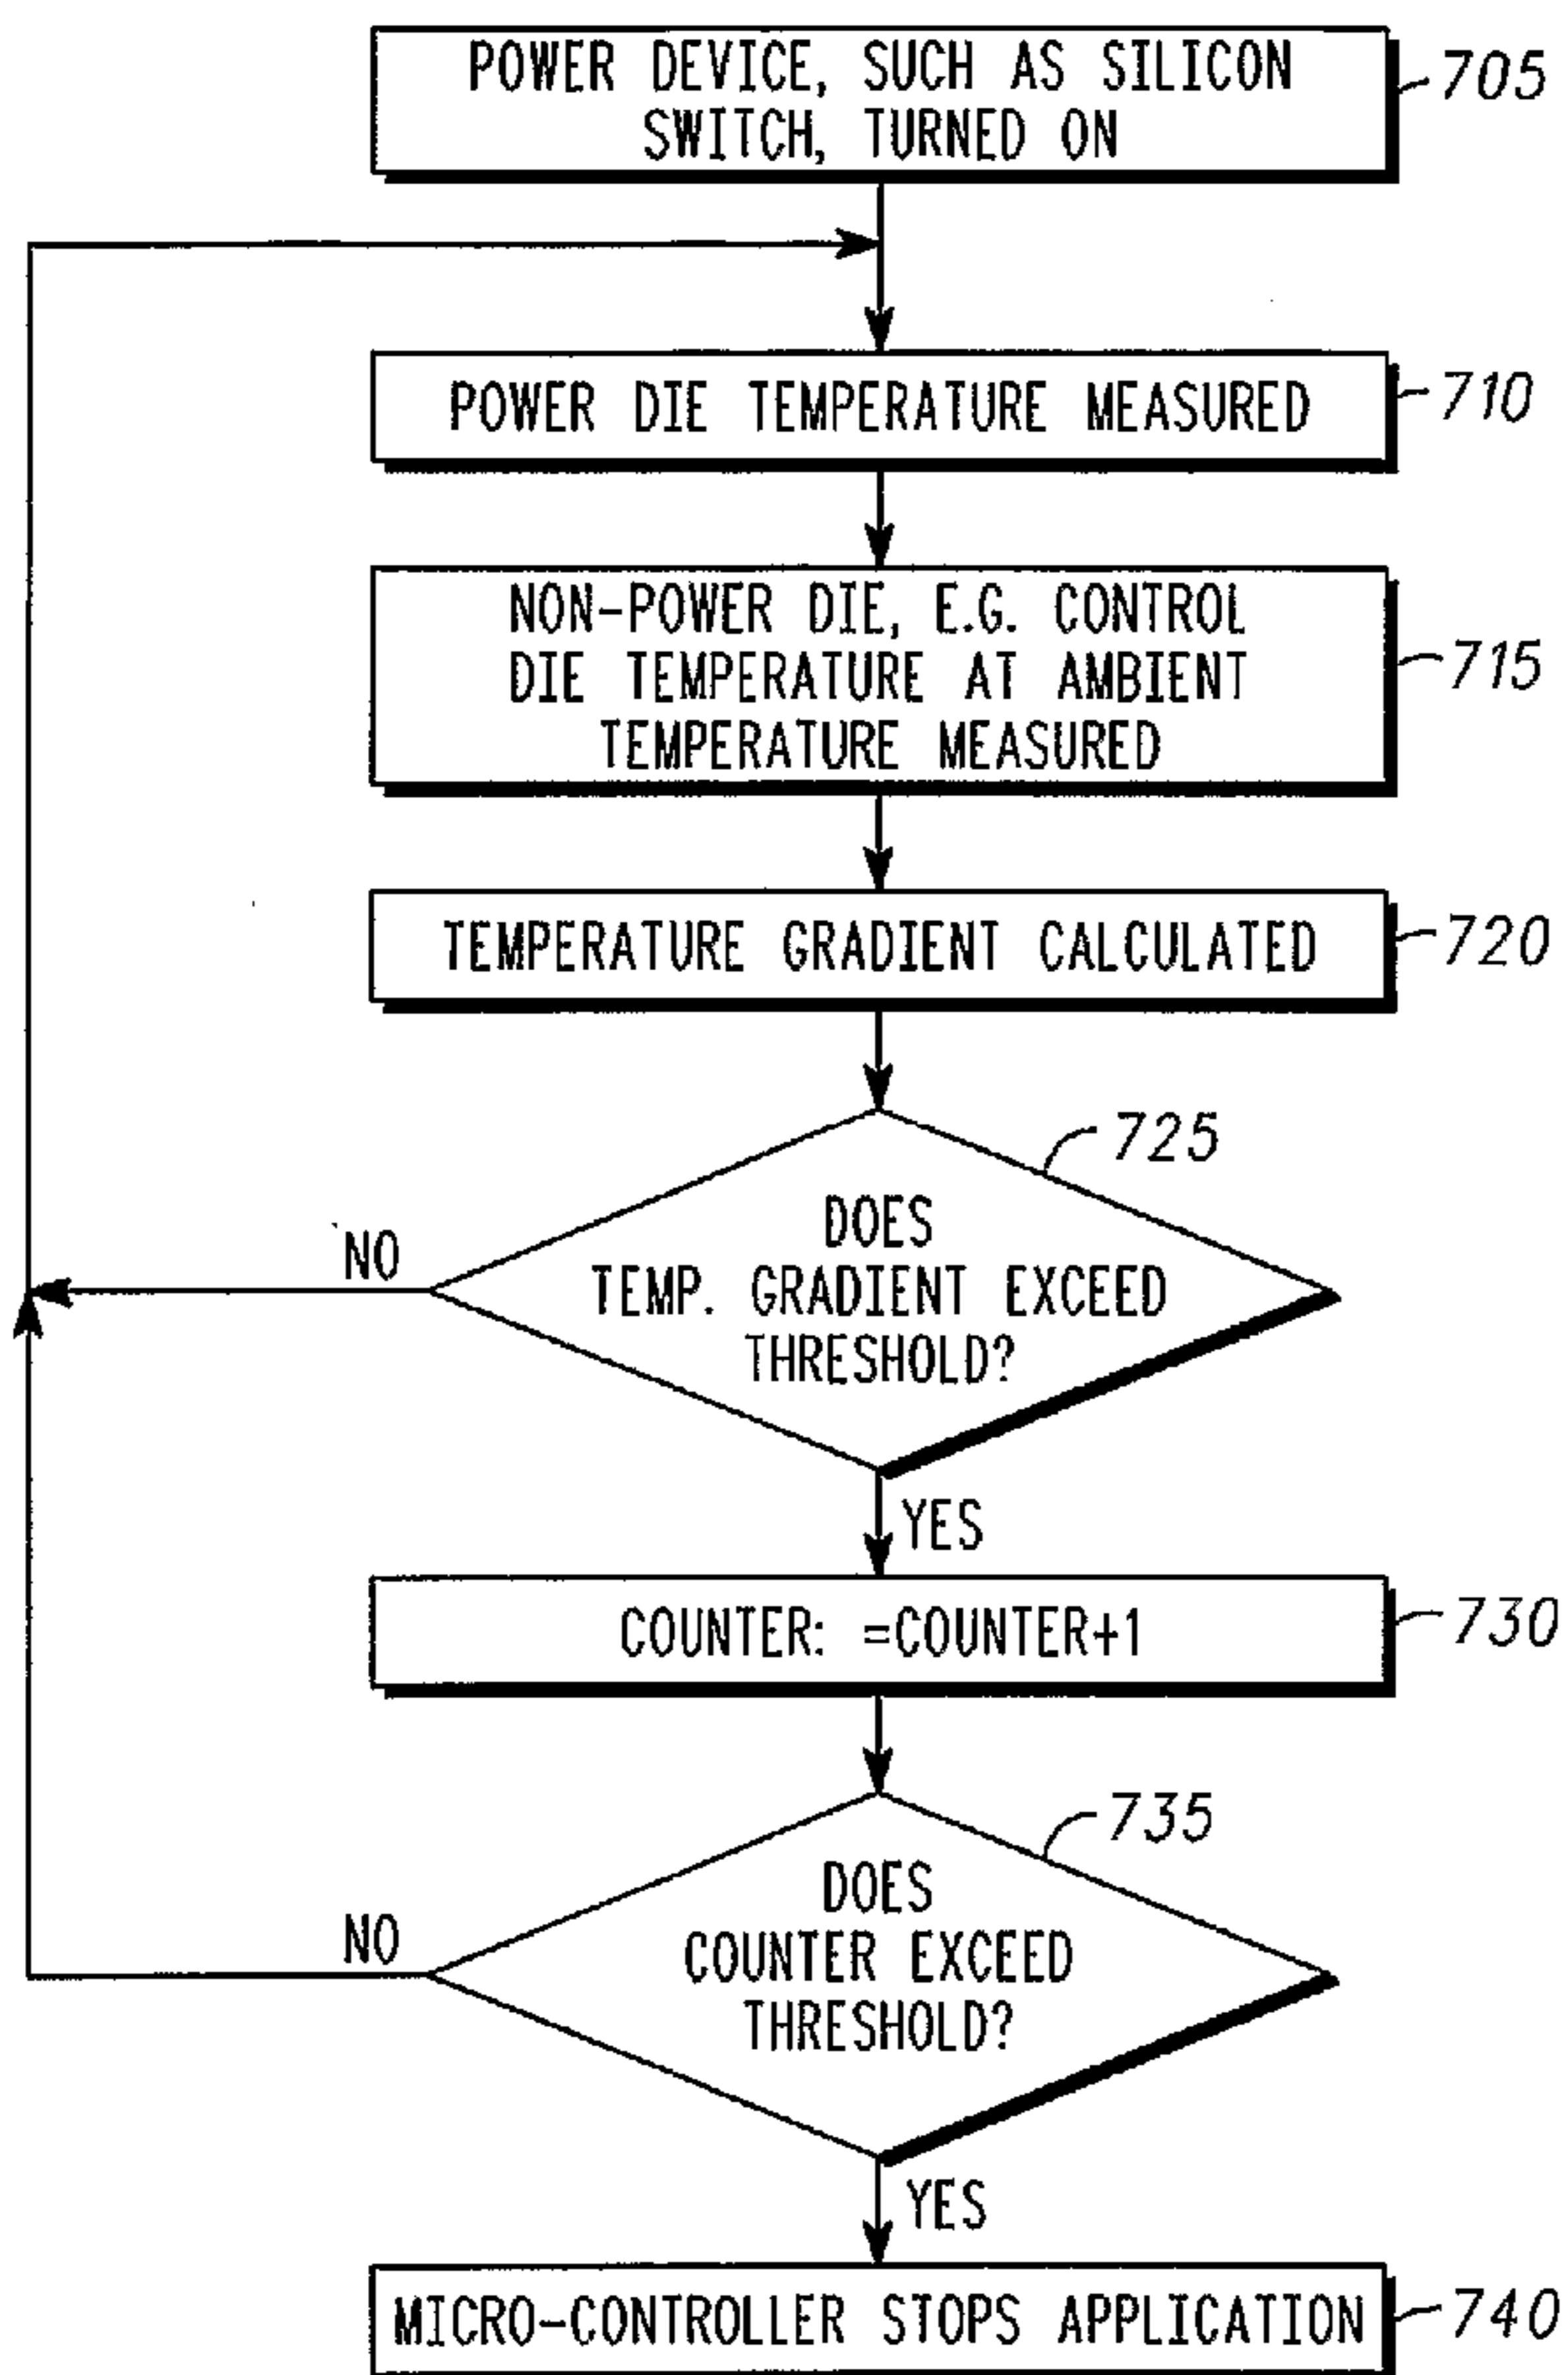 POWER DEVICE, SUCH AS SILICON
SWITCH, TURNED ON
705
POWER DIE TEMPERATURE MEASURED
710
NON-POWER DIE, E.G. CONTROL
DIE TEMPERATURE AT AMBIENT
TEMPERATURE MEASURED
715
TEMPERATURE GRADIENT CALCULATED
720
725
DOES
TEMP. GRADIENT EXCEED
THRESHOLD?
NO
YES
COUNTER: =COUNTER+1
730
735
DOES
COUNTER EXCEED
THRESHOLD?
NO
YES
MICRO-CONTROLLER STOPS APPLICATION
740